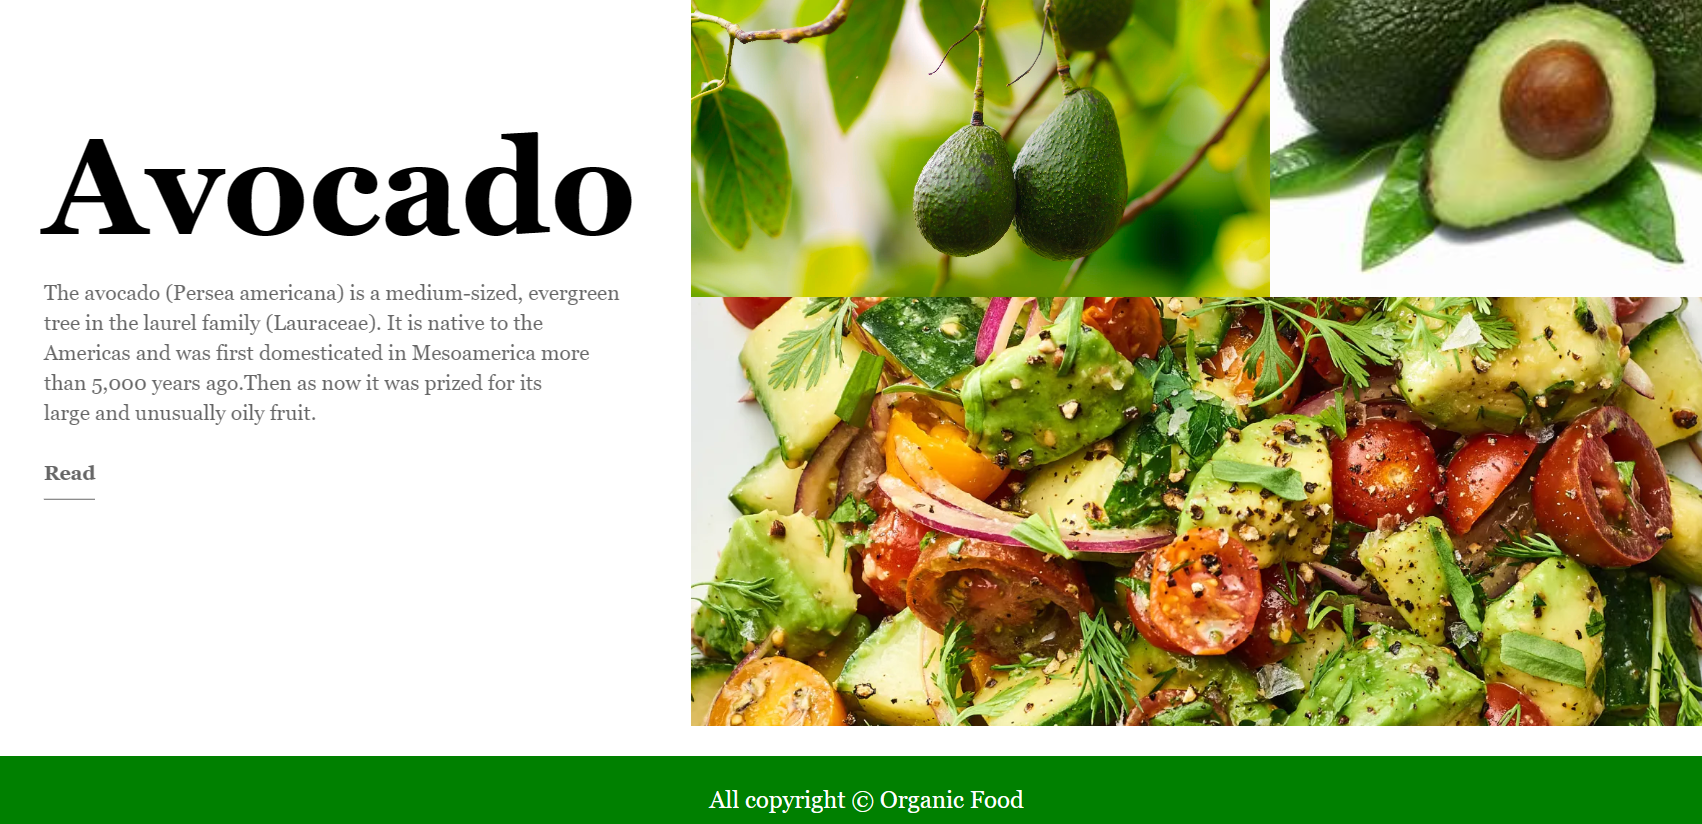 Avocado
The avocado (Persea americana) is a medium-sized, evergreen
tree in the laurel family (Lauraceae). It is native to the
Americas and was first domesticated in Mesoamerica more
than 5,000 years ago.Then as now it was prized for its
large and unusually oily fruit.
Read
All copyright © Organic Food